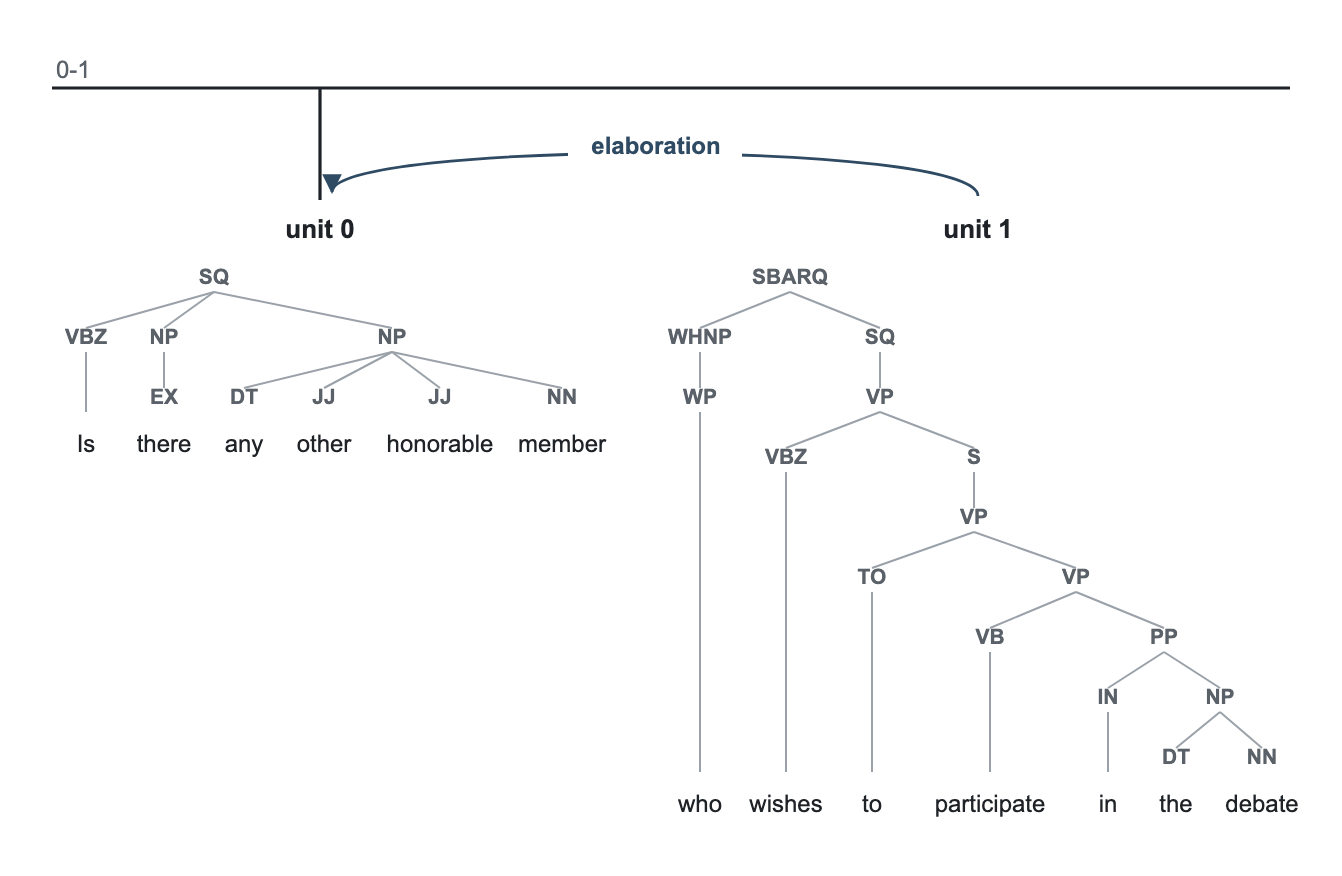 0-1
elaboration
unit 0 unit 1
SQ SBARQ
VBZ NP NP WHNP SQ
EX DT JJ JJ NN WP VP
Is there any other honorable member
VBZ S
VP
TO VP
VB PP
IN NP
DT NN
who wishes to participate in the debate